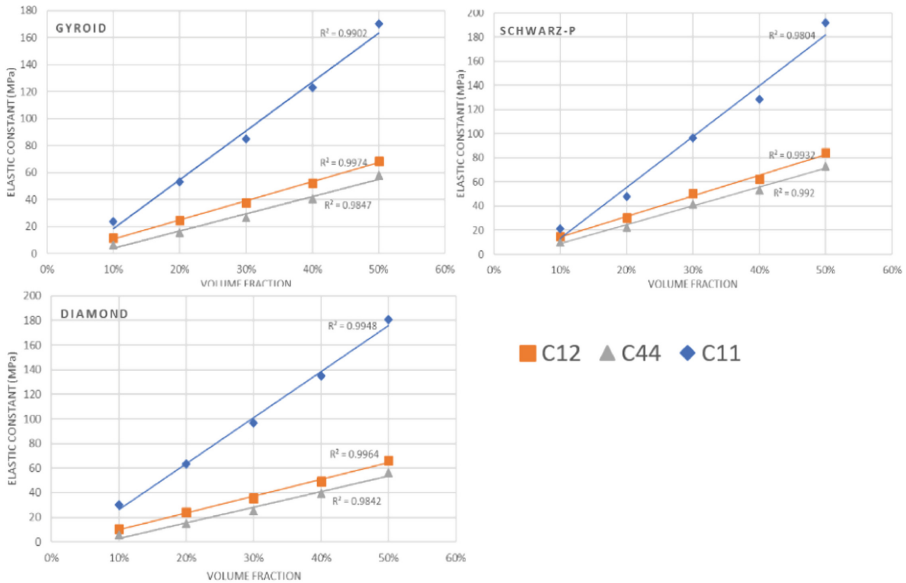 GYROID
ELASTIC CONSTANT (MPa)
180
160
140
120
100
80
60
40
20
0
R² = 0.9902
R² = 0.9974
R² = 0.9847
0% 10% 20% 30% 40% 50% 60%
VOLUME FRACTION
SCHWARZ-P
ELASTIC CONSTANT (MPa)
200
180
160
140
120
100
80
60
40
20
0
R² = 0.9804
R² = 0.9932
R² = 0.992
0% 10% 20% 30% 40% 50% 60%
VOLUME FRACTION
DIAMOND
ELASTIC CONSTANT (MPa)
200
180
160
140
120
100
80
60
40
20
0
R² = 0.9948
R² = 0.9964
R² = 0.9842
0% 10% 20% 30% 40% 50% 60%
VOLUME FRACTION
C12 C44 C11